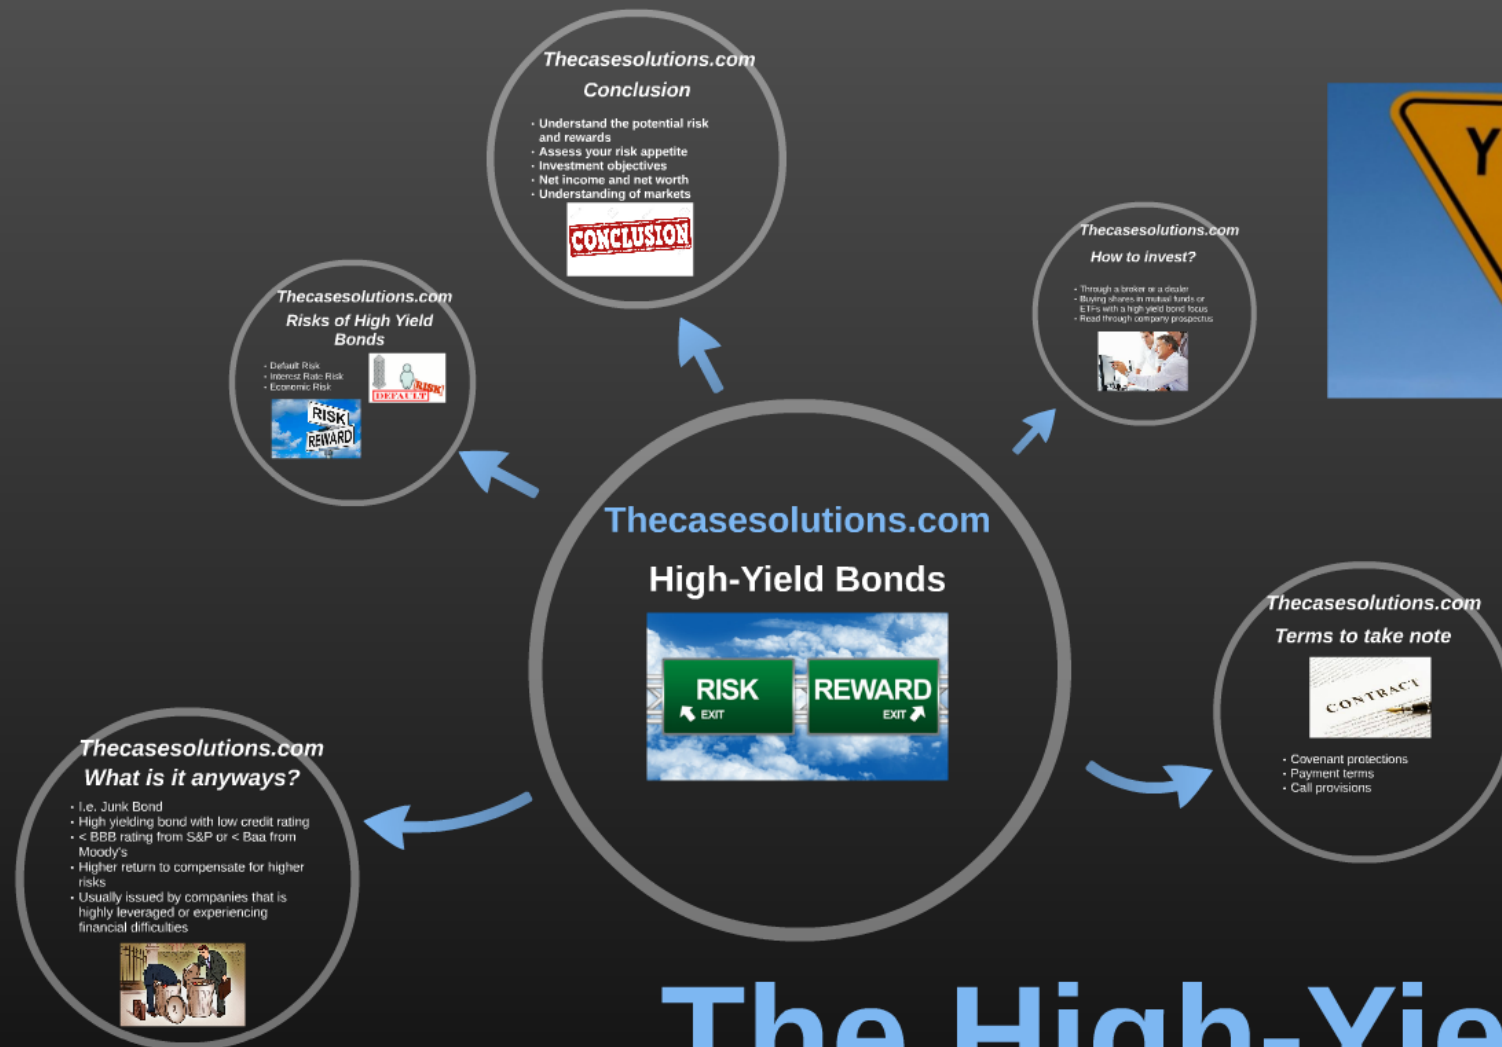 Thecasesolutions.com
Conclusion
• Understand the potential risk
and rewards
• Assess your risk appetite
• Investment objectives
• Net income and net worth
• Understanding of markets
CONCLUSION
Y
Thecasesolutions.com
How to invest?
• Through a broker or a dealer
• Buying shares in mutual funds or
ETFs with a high yield bond focus
• Read through company prospectus
Thecasesolutions.com
Risks of High Yield
Bonds
• Default Risk
• Interest Rate Risk
• Economic Risk
RISK
DEFAULT
RISK
REWARD
Thecasesolutions.com
High-Yield Bonds
RISK
EXIT
REWARD
EXIT
Thecasesolutions.com
Terms to take note
CONTRACT
• Covenant protections
• Payment terms
• Call provisions
Thecasesolutions.com
What is it anyways?
• I.e. Junk Bond
• High yielding bond with low credit rating
• < BBB rating from S&P or < Baa from
Moody's
• Higher return to compensate for higher
risks
• Usually issued by companies that is
highly leveraged or experiencing
financial difficulties
The High-Yie